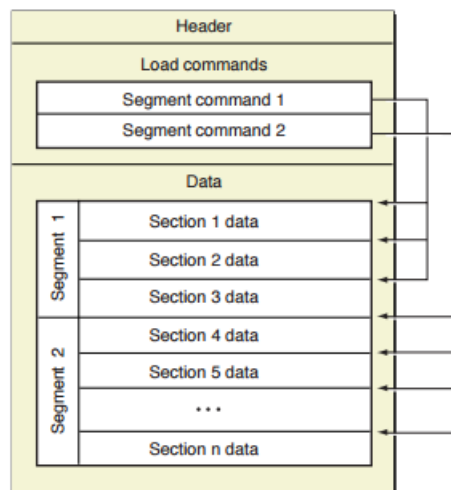 Header
Load commands
Segment command 1
Segment command 2
Data
Segment 1
Section 1 data
Section 2 data
Section 3 data
Segment 2
Section 4 data
Section 5 data
...
Section n data